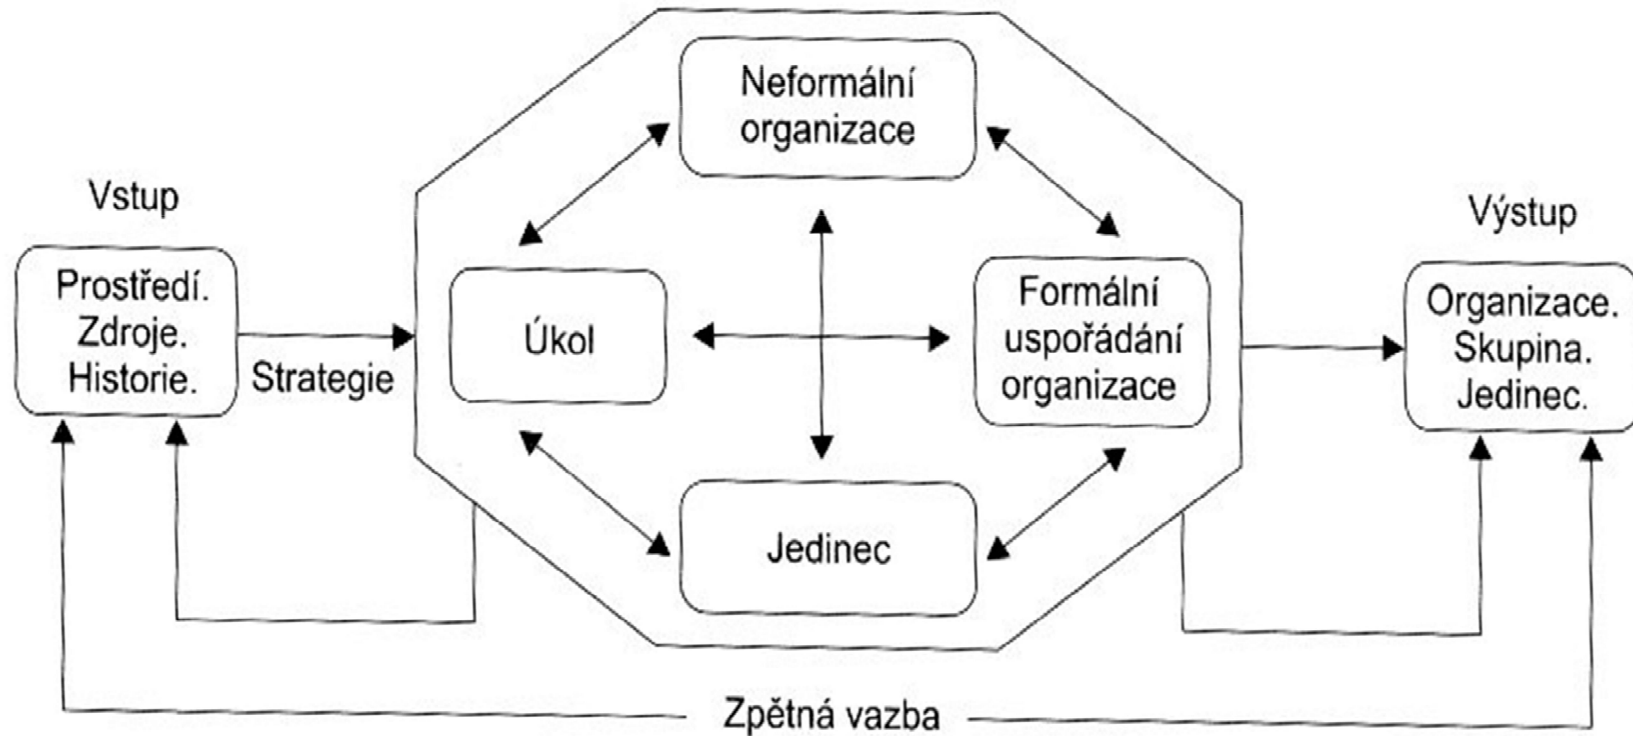 Neformální
organizace
Vstup
Prostředí.
Zdroje.
Historie.
Strategie
Úkol
Formální
uspořádání
organizace
Jedinec
Výstup
Organizace.
Skupina.
Jedinec.
Zpětná vazba